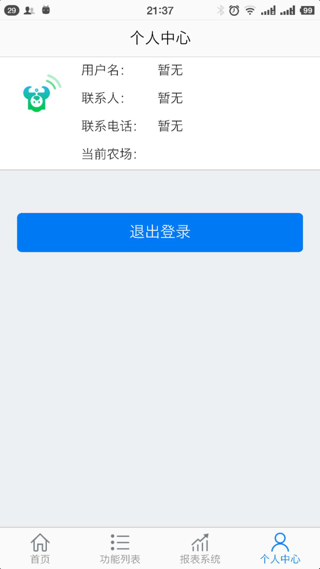 29 21:37 99
个人中心
用户名： 暂无
联系人： 暂无
联系电话： 暂无
当前农场：
退出登录
首页 功能列表 报表系统 个人中心